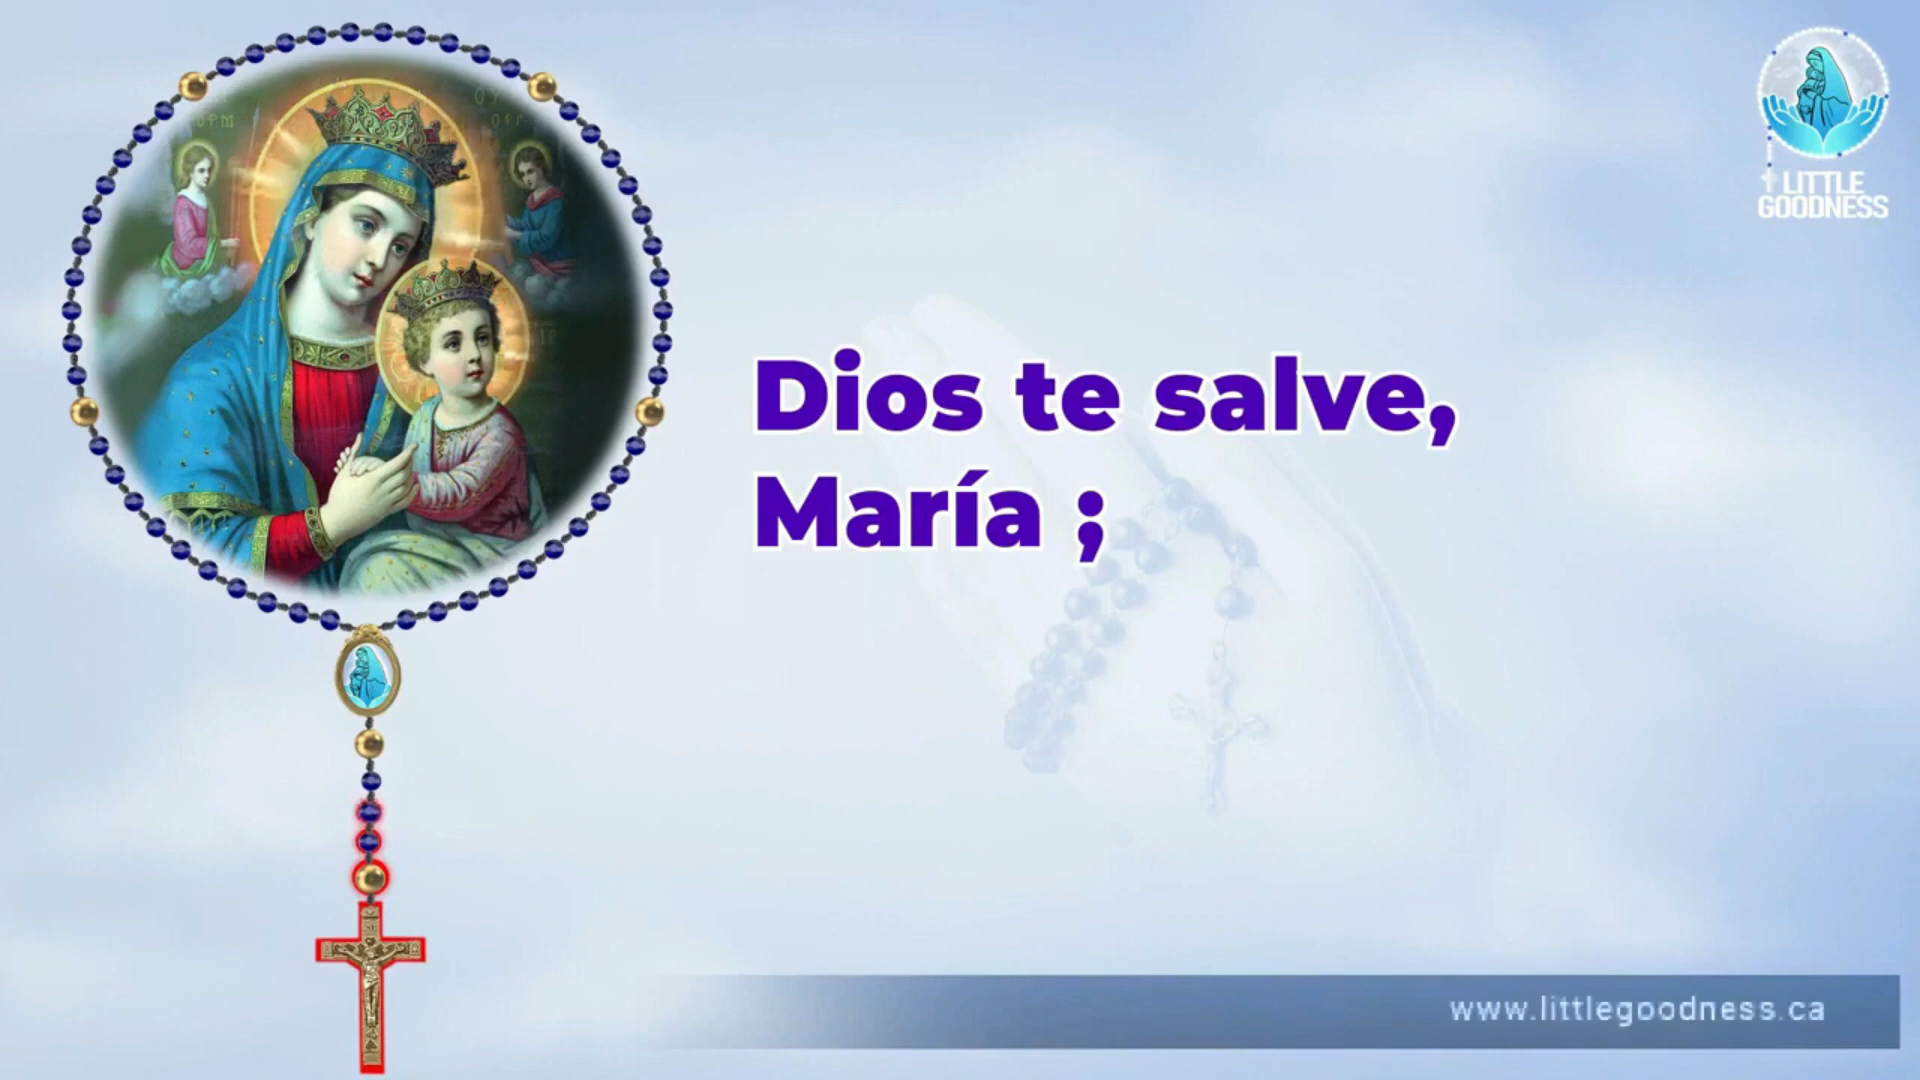 LITTLE
GOODNESS
Dios te salve,
María ;
www.littlegoodness.ca